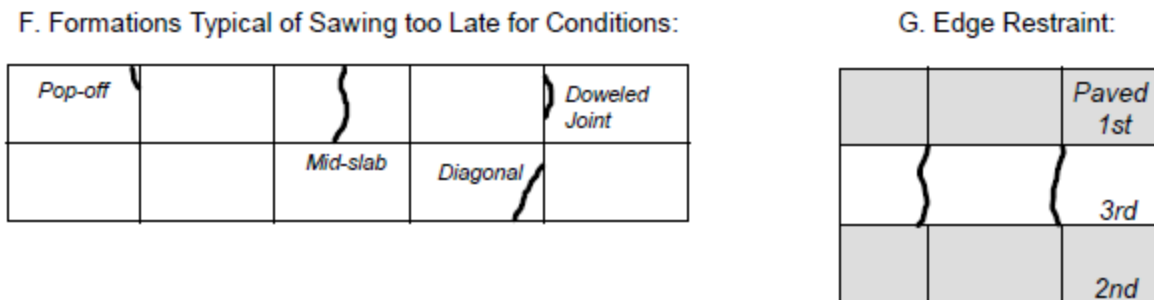 F. Formations Typical of Sawing too Late for Conditions:
Pop-off
Doweled
Joint
Mid-slab
Diagonal
G. Edge Restraint:
Paved
1st
3rd
2nd